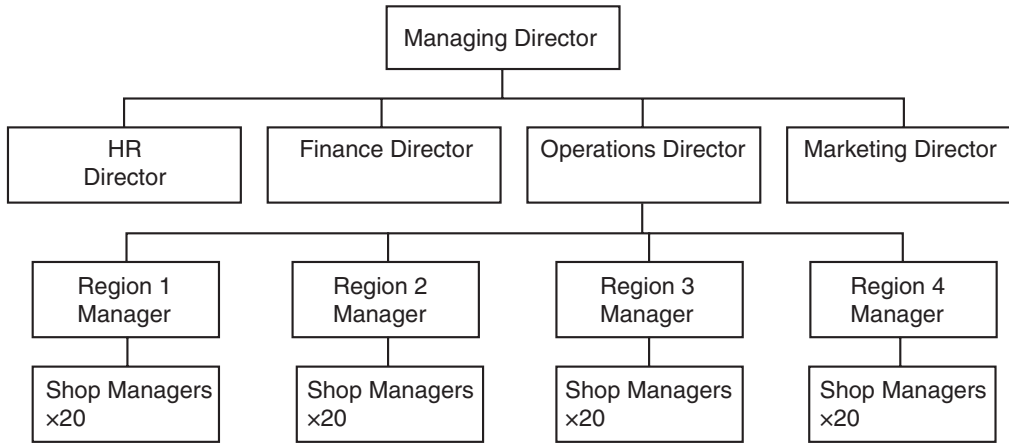 Managing Director
HR
Director
Finance Director
Operations Director
Marketing Director
Region 1
Manager
Region 2
Manager
Region 3
Manager
Region 4
Manager
Shop Managers
×20
Shop Managers
×20
Shop Managers
×20
Shop Managers
×20